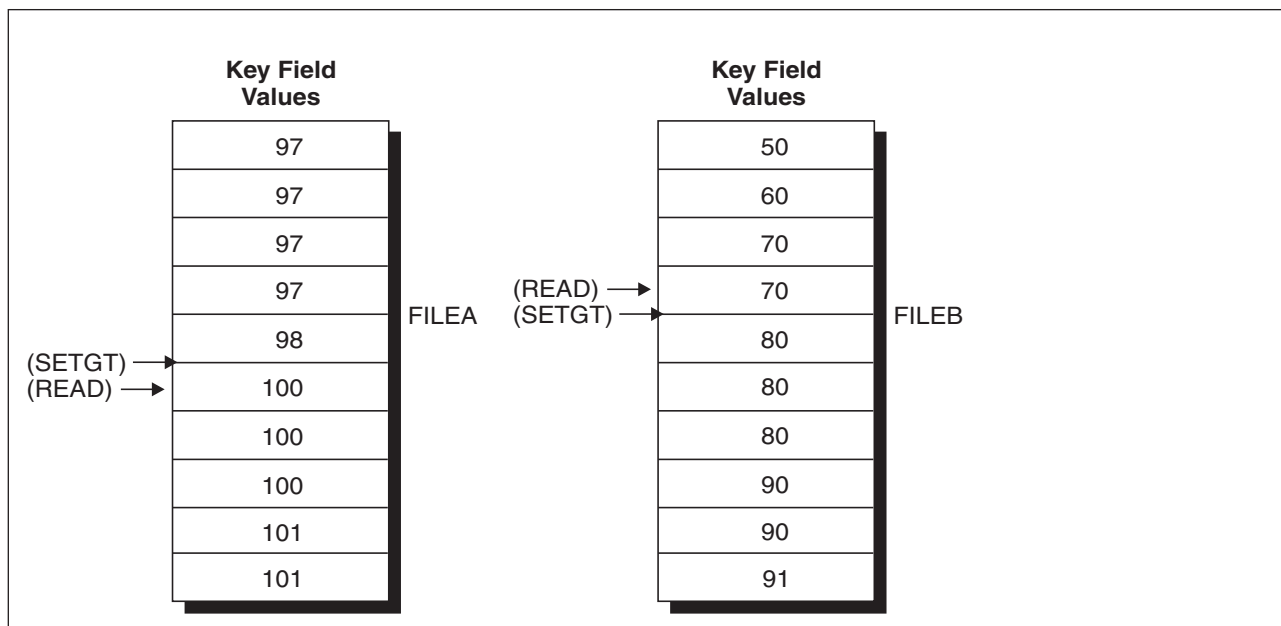 Key Field
Values
97
97
97
97
98
100
100
100
101
101
FILEA
(SETGT)
(READ)
Key Field
Values
50
60
70
70
80
80
80
90
90
91
(READ)
(SETGT)
FILEB